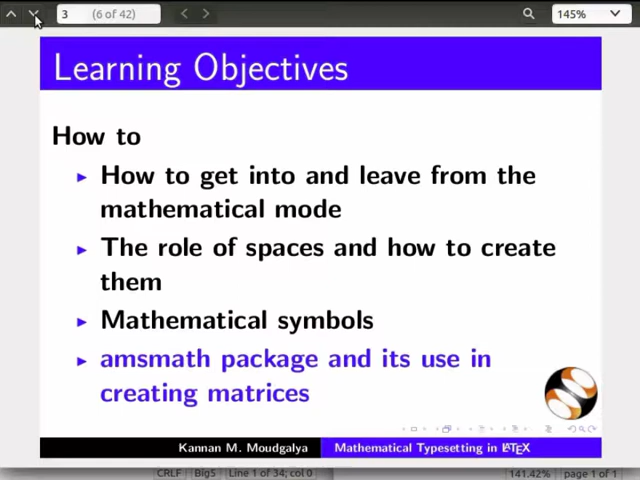 3 (6 of 42) 145%
Learning Objectives
How to
How to get into and leave from the
mathematical mode
The role of spaces and how to create
them
Mathematical symbols
amsmath package and its use in
creating matrices
Kannan M. Moudgalya Mathematical Typesetting in LATEX
CRLF Big5 Line 1 of 34; col 0 141.42% page 1 of 1